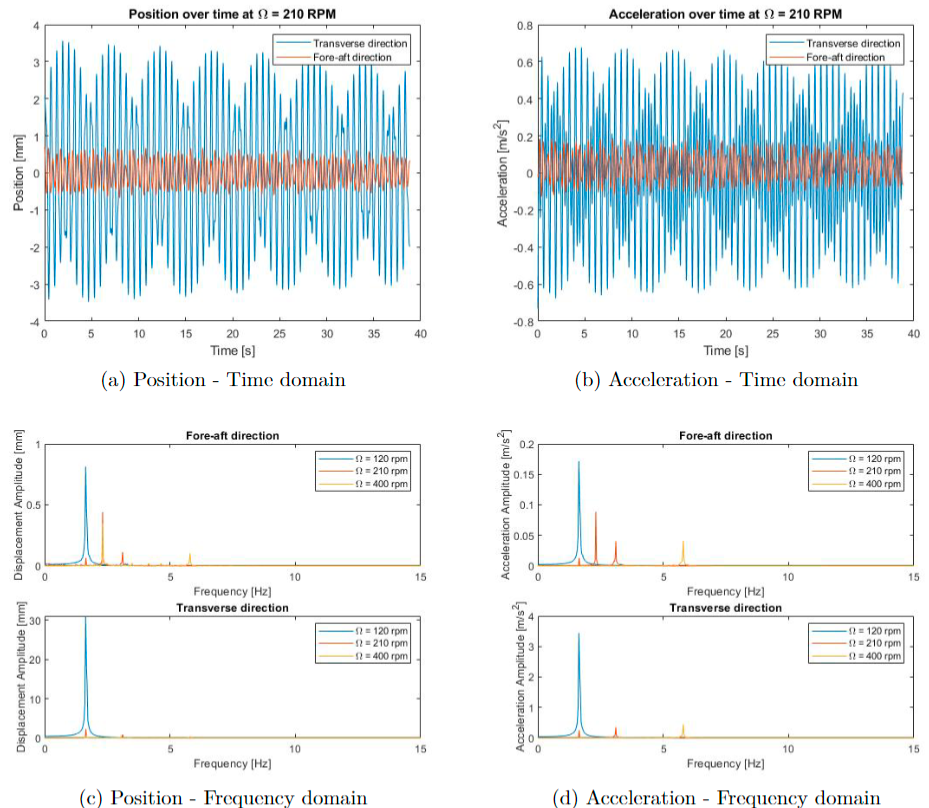 Position over time at Ω = 210 RPM
Transverse direction
Fore-aft direction
Position [mm]
4
3
2
1
0
-1
-2
-3
-4
0 5 10 15 20 25 30 35 40
Time [s]
(a) Position - Time domain
Acceleration over time at Ω = 210 RPM
Transverse direction
Fore-aft direction
Acceleration [m/s²]
0.8
0.6
0.4
0.2
0
-0.2
-0.4
-0.6
-0.8
0 5 10 15 20 25 30 35 40
Time [s]
(b) Acceleration - Time domain
Fore-aft direction
Ω = 120 rpm
Ω = 210 rpm
Ω = 400 rpm
Displacement Amplitude [mm]
1
0.5
0
0 5 10 15
Frequency [Hz]
Transverse direction
Ω = 120 rpm
Ω = 210 rpm
Ω = 400 rpm
Displacement Amplitude [mm]
30
20
10
0
0 5 10 15
Frequency [Hz]
(c) Position - Frequency domain
Fore-aft direction
Ω = 120 rpm
Ω = 210 rpm
Ω = 400 rpm
Acceleration Amplitude [m/s²]
0.2
0.15
0.1
0.05
0
0 5 10 15
Frequency [Hz]
Transverse direction
Ω = 120 rpm
Ω = 210 rpm
Ω = 400 rpm
Acceleration Amplitude [m/s²]
4
3
2
1
0
0 5 10 15
Frequency [Hz]
(d) Acceleration - Frequency domain